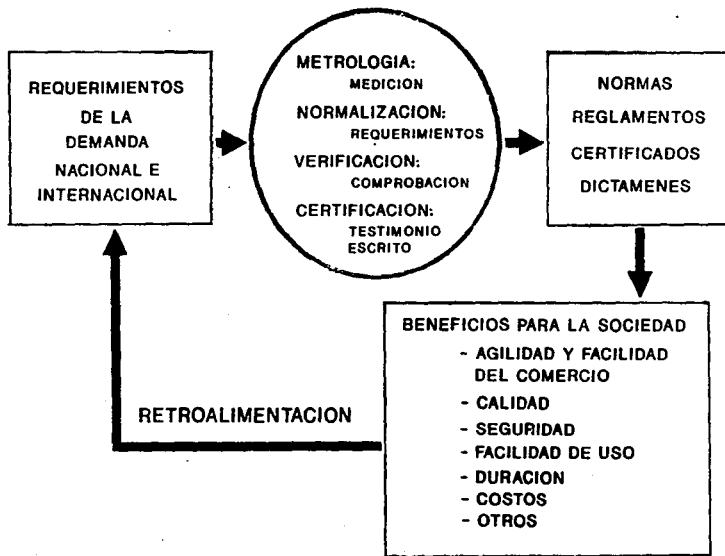 REQUERIMIENTOS
DE LA
DEMANDA
NACIONAL E
INTERNACIONAL
METROLOGIA:
MEDICION
NORMALIZACION:
REQUERIMIENTOS
VERIFICACION:
COMPROBACION
CERTIFICACION:
TESTIMONIO
ESCRITO
NORMAS
REGLAMENTOS
CERTIFICADOS
DICTAMENES
BENEFICIOS PARA LA SOCIEDAD
- AGILIDAD Y FACILIDAD
DEL COMERCIO
- CALIDAD
- SEGURIDAD
- FACILIDAD DE USO
- DURACION
- COSTOS
- OTROS
RETROALIMENTACION